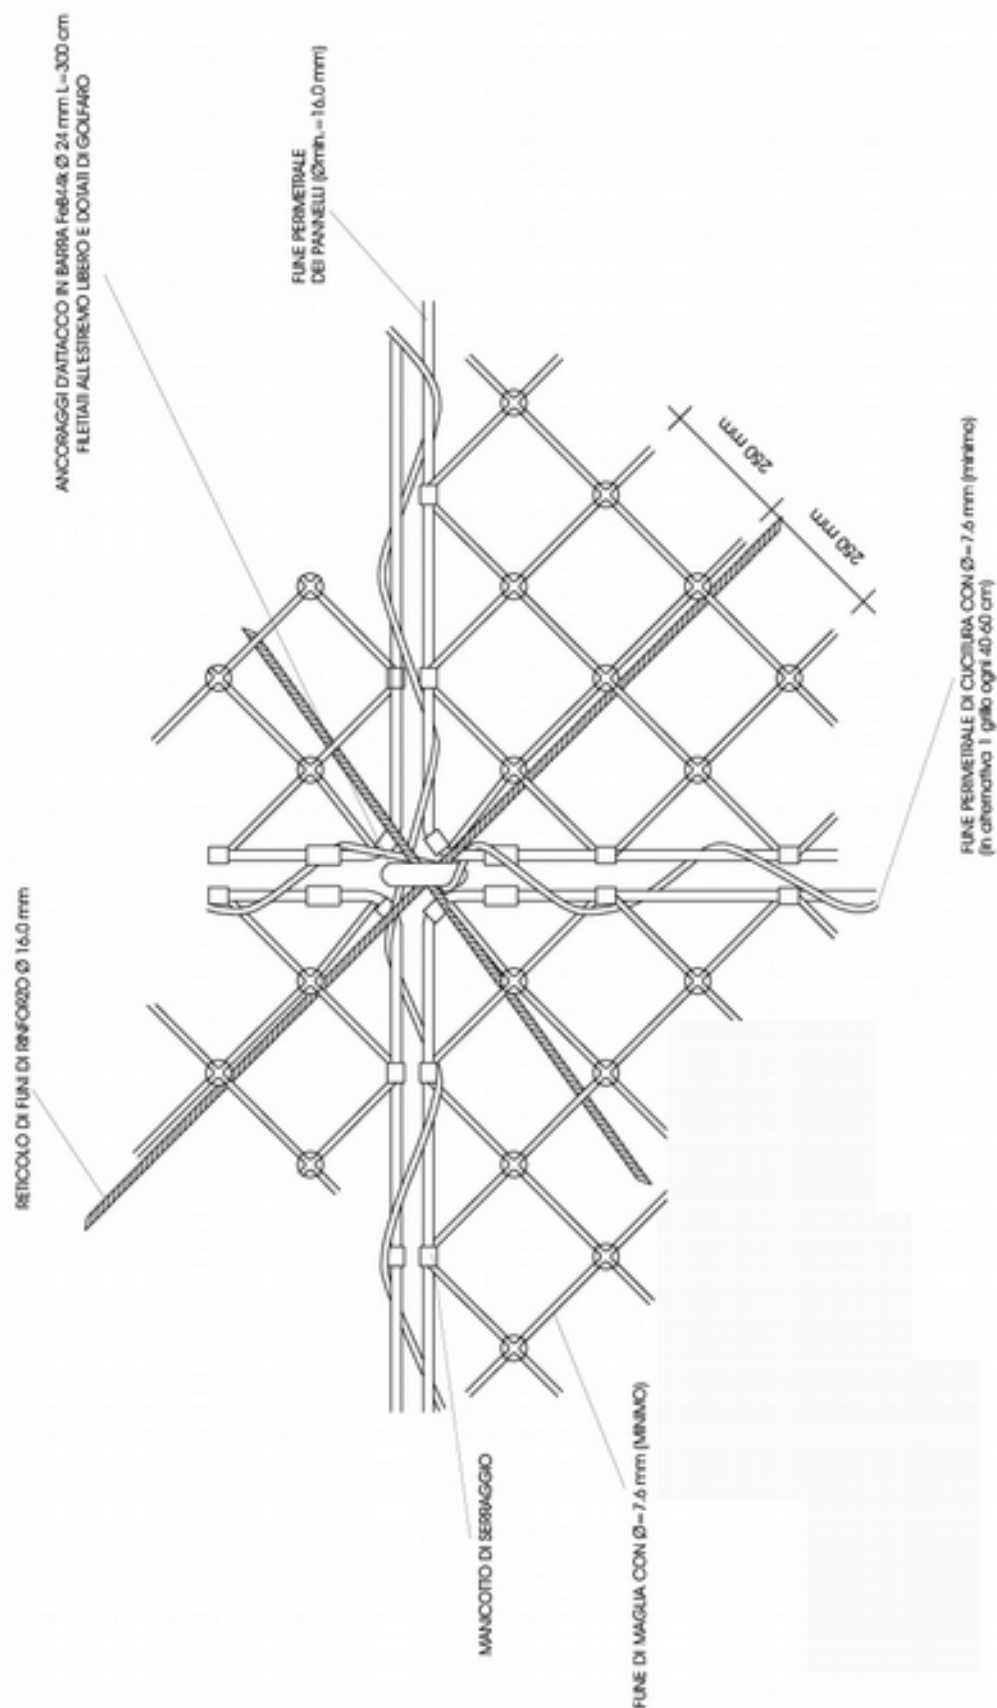 ANCORAGGI D'ATTACCO IN BARRA FeB44k Ø 24 mm L=300 cm
FILETTATI ALL'ESTREMO LIBERO E DOTATI DI GOLFARO
FUNE PERIMETRALE
DEI PANNELLI (Ømin.=16.0 mm)
RETICOLO DI FUNI DI RINFORZO Ø 16.0 mm
250 mm
250 mm
FUNE PERIMETRALE DI CUCITURA CON Ø=7.6 mm (minimo)
(in alternativa 1 grillo ogni 40-60 cm)
MANICOTTO DI SERRAGGIO
FUNE DI MAGLIA CON Ø=7.6 mm (MINIMO)